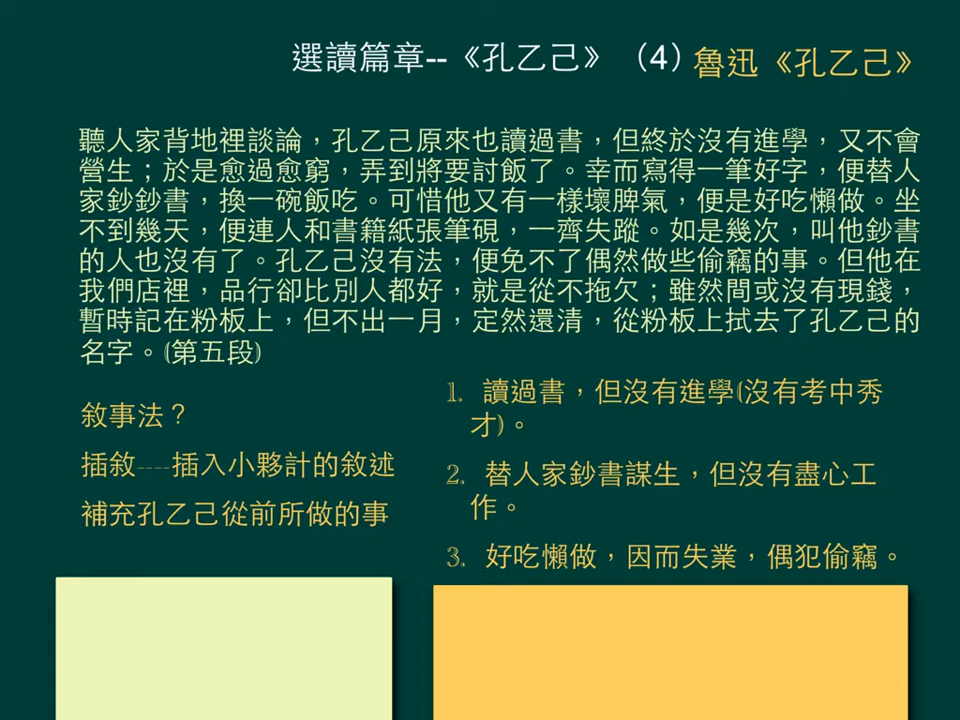 選讀篇章--《孔乙己》（4）魯迅《孔乙己》
聽人家背地裡談論，孔乙己原來也讀過書，但終於沒有進學，又不會
營生；於是愈過愈窮，弄到將要討飯了。幸而寫得一筆好字，便替人
家鈔鈔書，換一碗飯吃。可惜他又有一樣壞脾氣，便是好吃懶做。坐
不到幾天，便連人和書籍紙張筆硯，一齊失蹤。如是幾次，叫他鈔書
的人也沒有了。孔乙己沒有法，便免不了偶然做些偷竊的事。但他在
我們店裡，品行卻比別人都好，就是從不拖欠；雖然間或沒有現錢，
暫時記在粉板上，但不出一月，定然還清，從粉板上拭去了孔乙己的
名字。(第五段)
敘事法？
插敘----插入小夥計的敘述
補充孔乙己從前所做的事
1. 讀過書，但沒有進學(沒有考中秀
才)。
2. 替人家鈔書謀生，但沒有盡心工
作。
3. 好吃懶做，因而失業，偶犯偷竊。